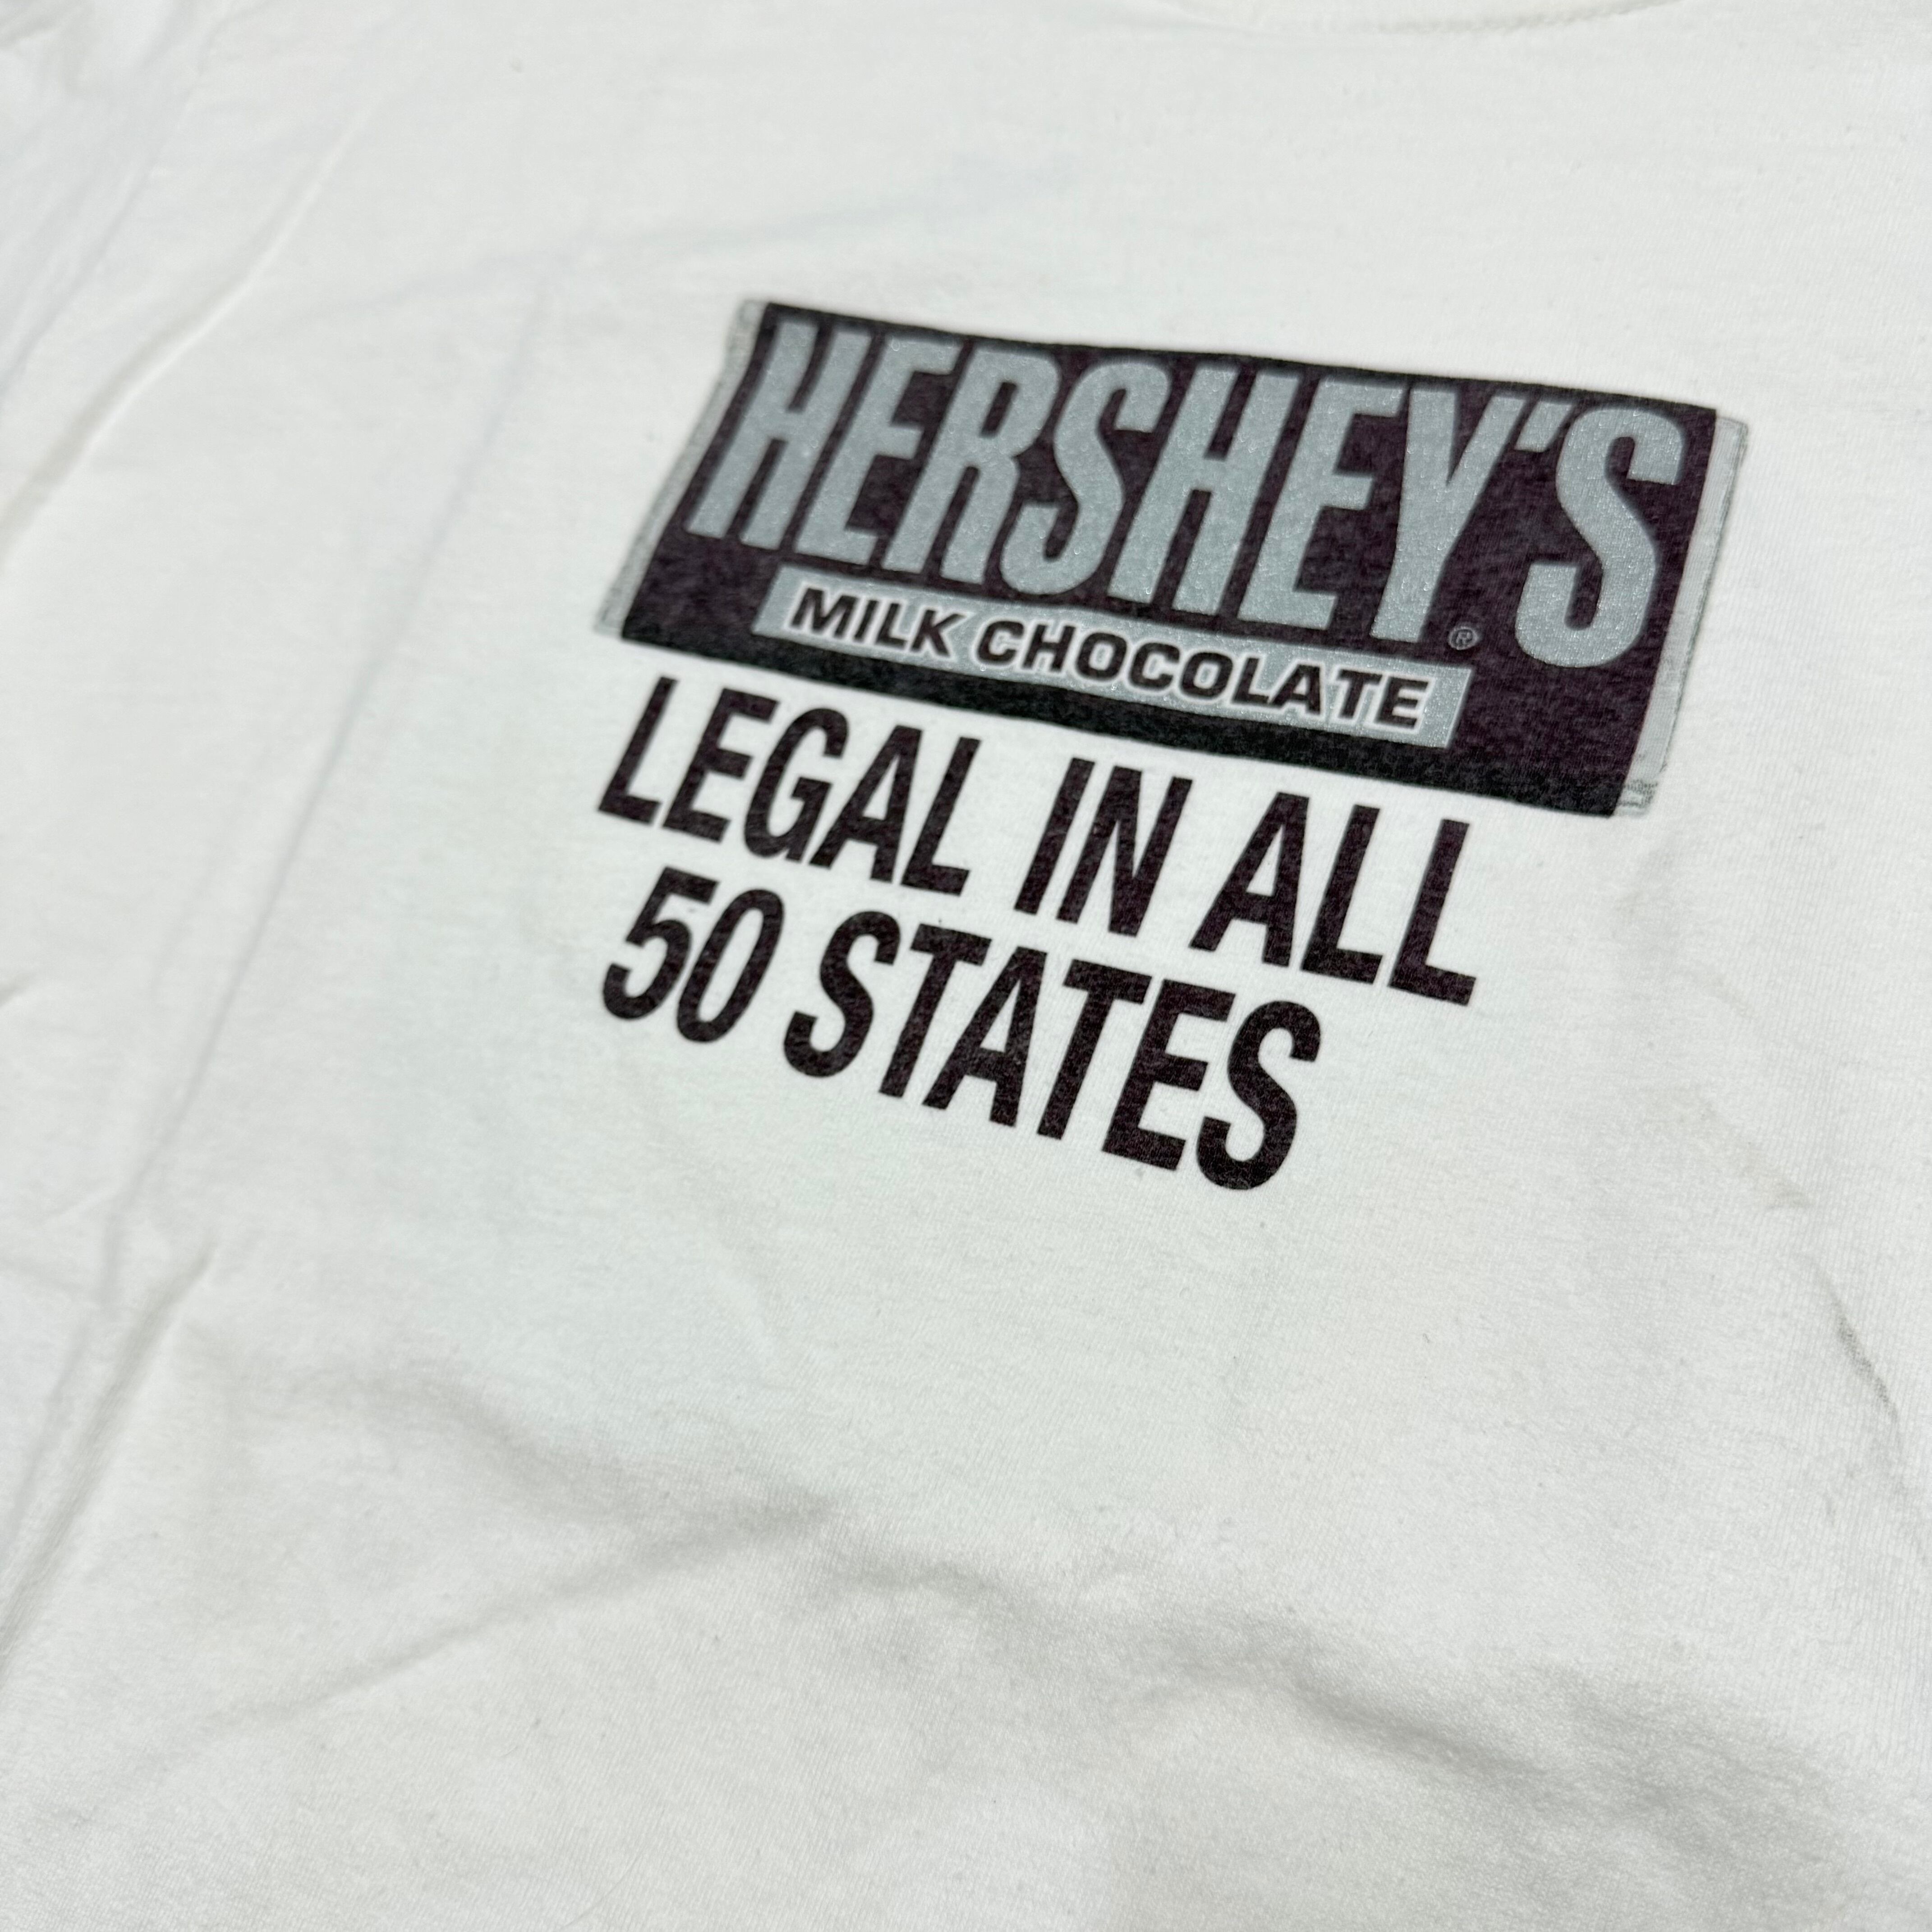 HERSHEY'S®
MILK CHOCOLATE
LEGAL IN ALL
50 STATES